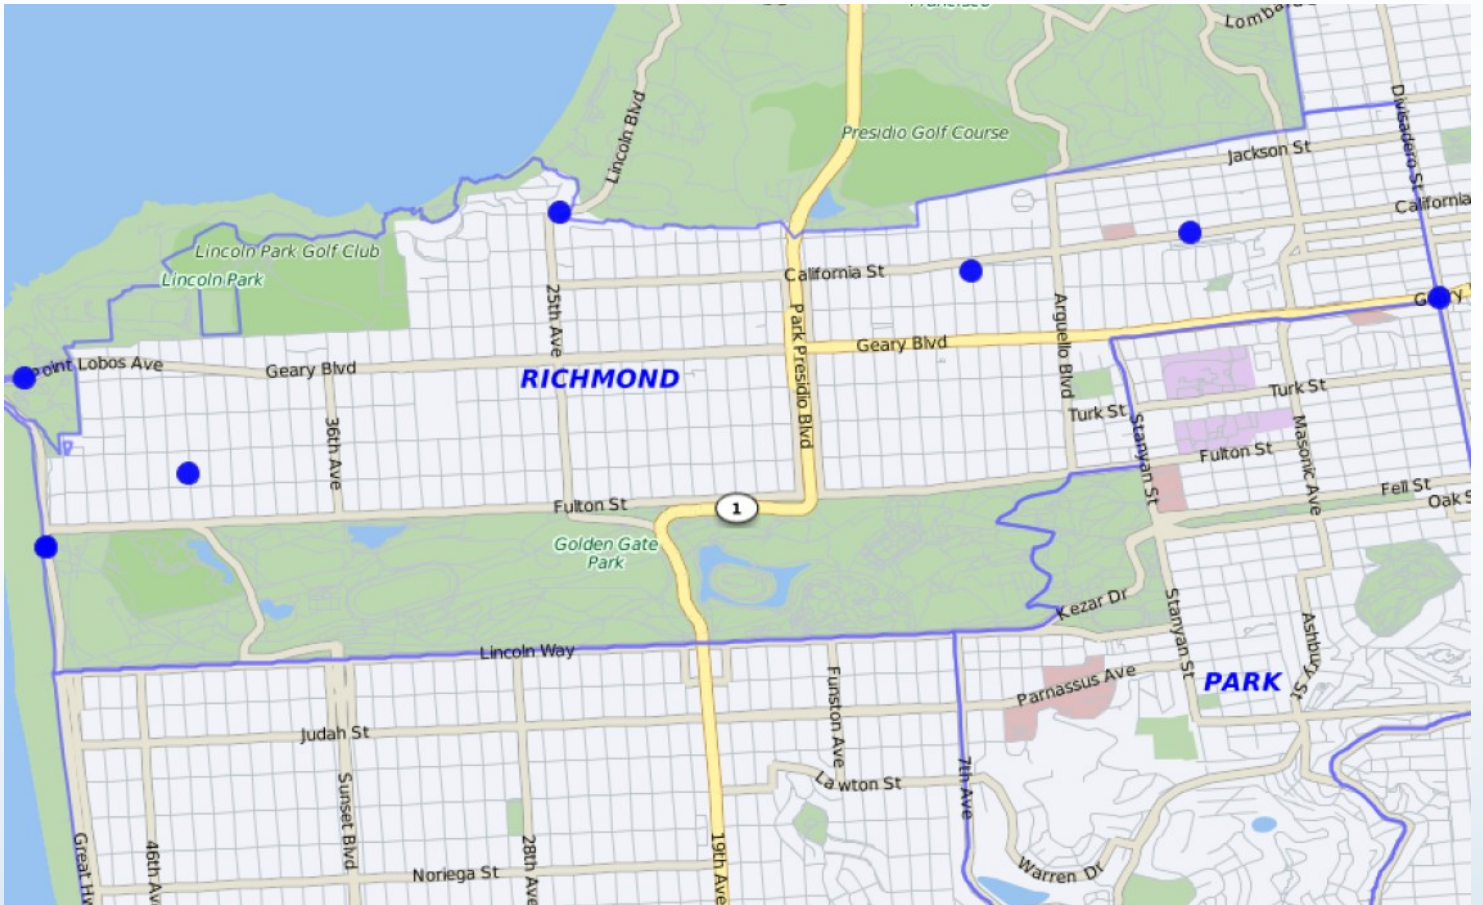 Francisco
Lombard
Lincoln Blvd
Divisadero St
Presidio Golf Course
Jackson St
California
Lincoln Park Golf Club
Lincoln Park
California St
25th Ave
Park Presidio Blvd
Arguello Blvd
Geary
Point Lobos Ave
Geary Blvd
Geary Blvd
RICHMOND
Turk St
Turk St
36th Ave
Stanyan St
Masonic Ave
Fulton St
Fulton St
Fell St
Oak S
1
Golden Gate
Park
Kezar Dr
Stanyan St
Ashbury St
Lincoln Way
PARK
Parnassus Ave
Funston Ave
Judah St
Lawton St
7th Ave
Sunset Blvd
Great Hw
46th Av
28th Ave
19th Ave
Noriega St
Warren Dr